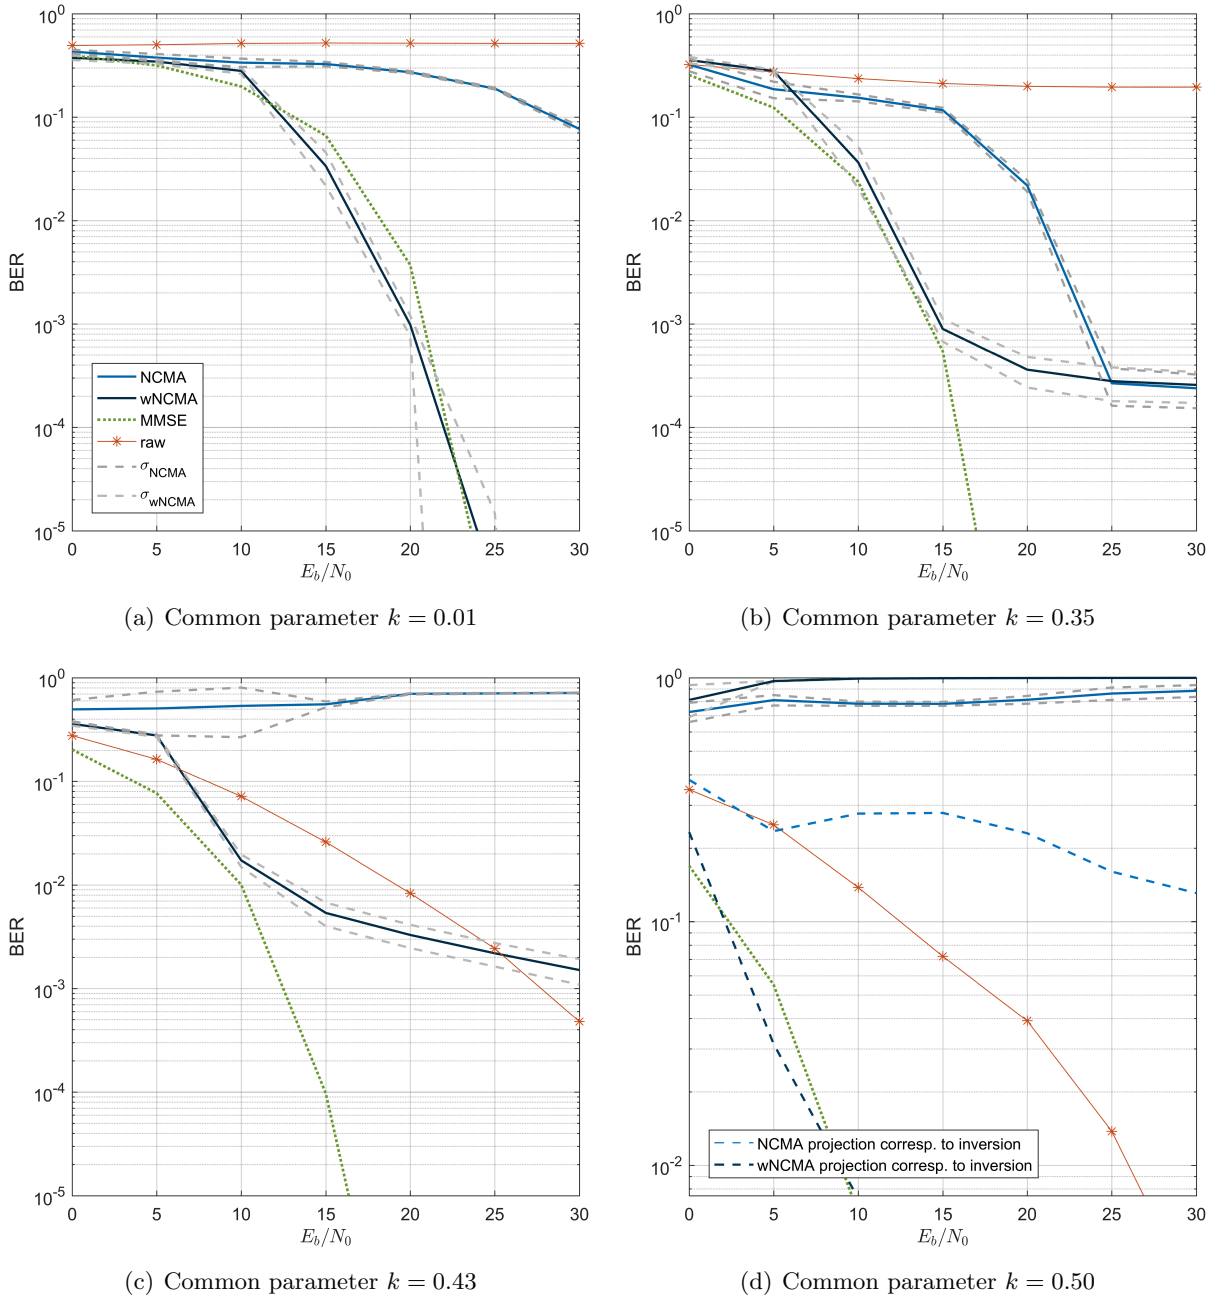 10^0
10^-1
10^-2
10^-3
10^-4
10^-5
BER
0 5 10 15 20 25 30
E_b/N_0
NCMA
wNCMA
MMSE
raw
σ_NCMA
σ_wNCMA
(a) Common parameter k = 0.01
10^0
10^-1
10^-2
10^-3
10^-4
10^-5
BER
0 5 10 15 20 25 30
E_b/N_0
(b) Common parameter k = 0.35
10^0
10^-1
10^-2
10^-3
10^-4
10^-5
BER
0 5 10 15 20 25 30
E_b/N_0
(c) Common parameter k = 0.43
10^0
10^-1
10^-2
BER
NCMA projection corresp. to inversion
wNCMA projection corresp. to inversion
0 5 10 15 20 25 30
E_b/N_0
(d) Common parameter k = 0.50